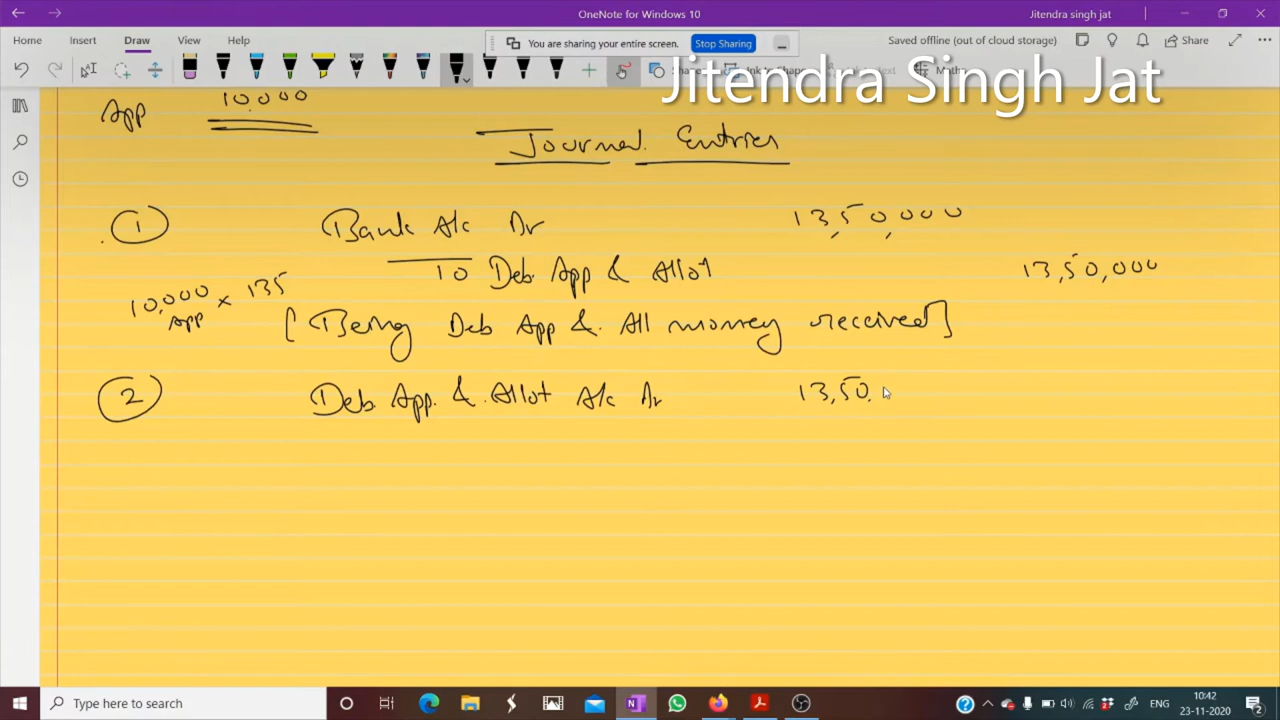 OneNote for Windows 10
Jitendra singh jat
Home Insert Draw View Help
You are sharing your entire screen. Stop Sharing
Saved offline (out of cloud storage)
Share
Jitendra Singh Jat
App 10,000
Journal Entries
1 Bank A/c Dr 13,50,000
To Deb. App & Allot 13,50,000
10,000 x 135
App
[Being Deb App & All money received]
2 Deb. App. & Allot A/c Dr 13,50,
Type here to search
ENG
10:42
23-11-2020
2